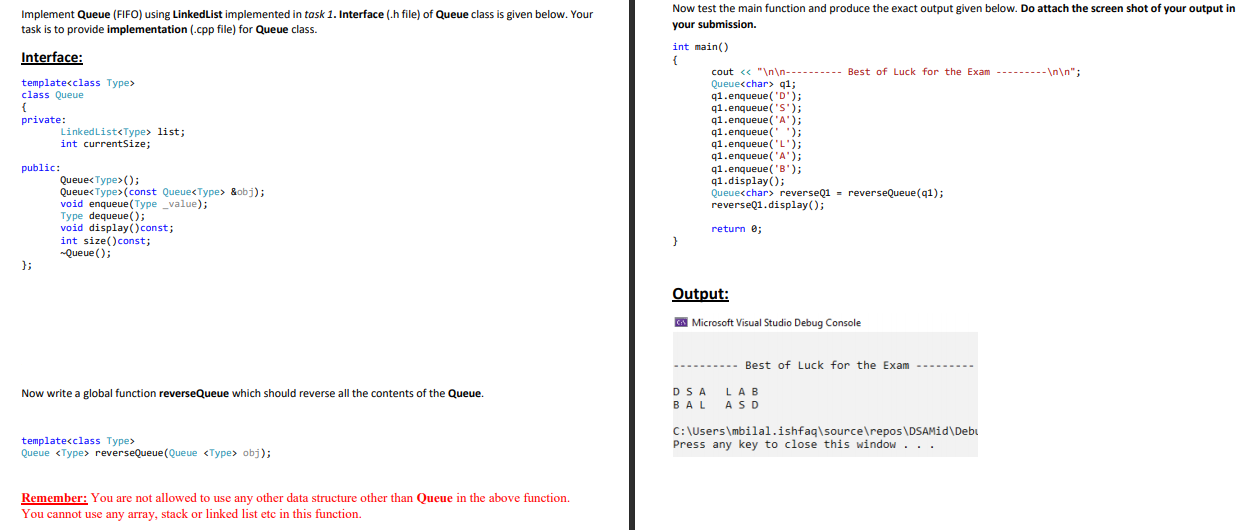 Implement Queue (FIFO) using LinkedList implemented in task 1. Interface (.h file) of Queue class is given below. Your
task is to provide implementation (.cpp file) for Queue class.
Interface:
template<class Type>
class Queue
{
private:
LinkedList<Type> list;
int currentSize;
public:
Queue<Type>();
Queue<Type>(const Queue<Type> &obj);
void enqueue(Type _value);
Type dequeue();
void display()const;
int size()const;
~Queue();
};
Now write a global function reverseQueue which should reverse all the contents of the Queue.
template<class Type>
Queue <Type> reverseQueue(Queue <Type> obj);
Remember: You are not allowed to use any other data structure other than Queue in the above function.
You cannot use any array, stack or linked list etc in this function.
Now test the main function and produce the exact output given below. Do attach the screen shot of your output in
your submission.
int main()
{
cout << "\n\n---------- Best of Luck for the Exam ---------\n\n";
Queue<char> q1;
q1.enqueue('D');
q1.enqueue('S');
q1.enqueue('A');
q1.enqueue(' ');
q1.enqueue('L');
q1.enqueue('A');
q1.enqueue('B');
q1.display();
Queue<char> reverseQ1 = reverseQueue(q1);
reverseQ1.display();
return 0;
}
Output:
C:\ Microsoft Visual Studio Debug Console
---------- Best of Luck for the Exam ---------
D S A   L A B
B A L   A S D
C:\Users\mbilal.ishfaq\source\repos\DSAMid\Debu
Press any key to close this window . . .